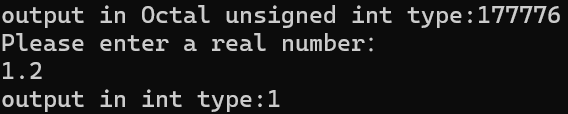 output in Octal unsigned int type:177776
Please enter a real number:
1.2
output in int type:1